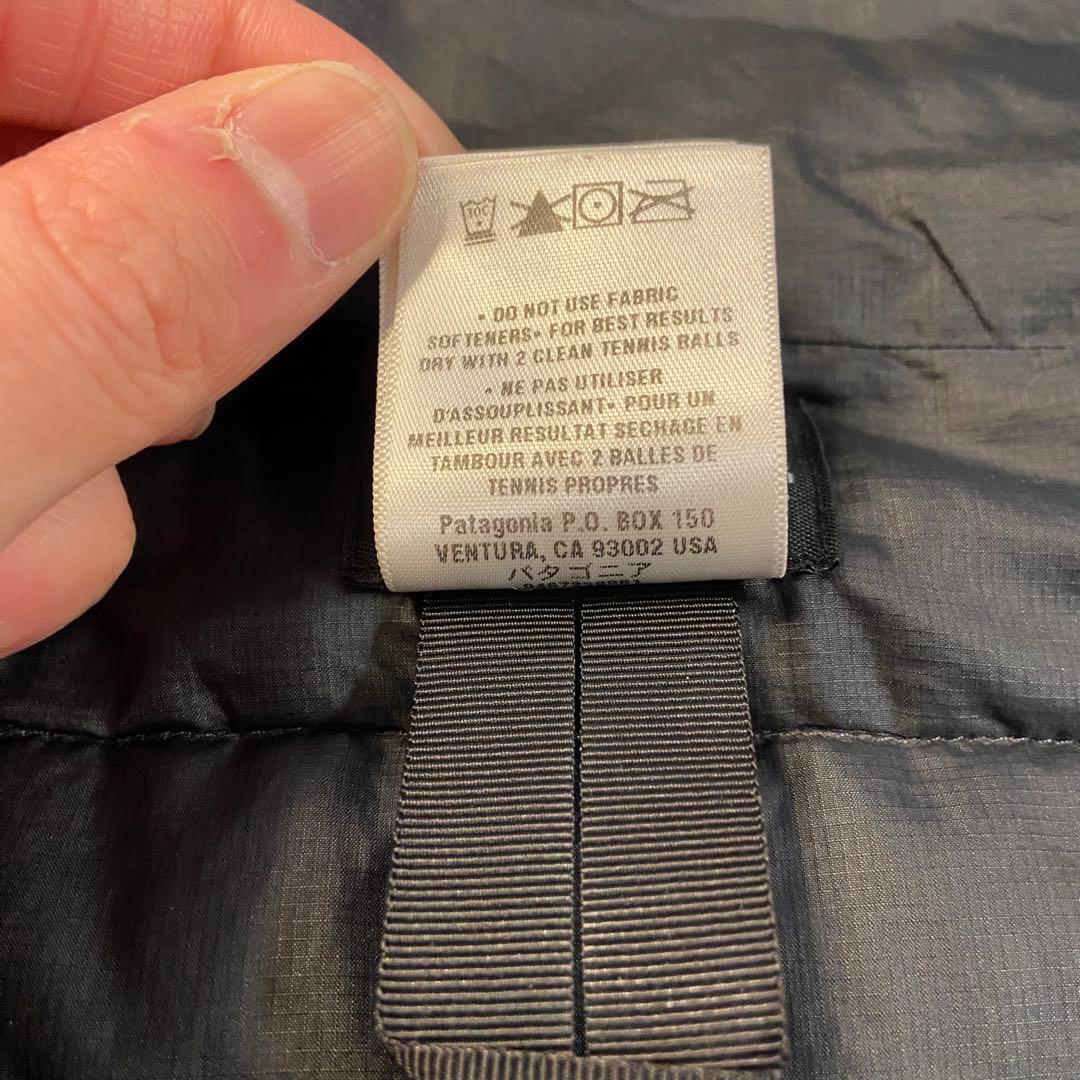 30C
• DO NOT USE FABRIC
SOFTENERS• FOR BEST RESULTS
DRY WITH 2 CLEAN TENNIS BALLS
• NE PAS UTILISER
D'ASSOUPLISSANT• POUR UN
MEILLEUR RESULTAT SECHAGE EN
TAMBOUR AVEC 2 BALLES DE
TENNIS PROPRES
Patagonia P.O. BOX 150
VENTURA, CA 93002 USA
パタゴニア